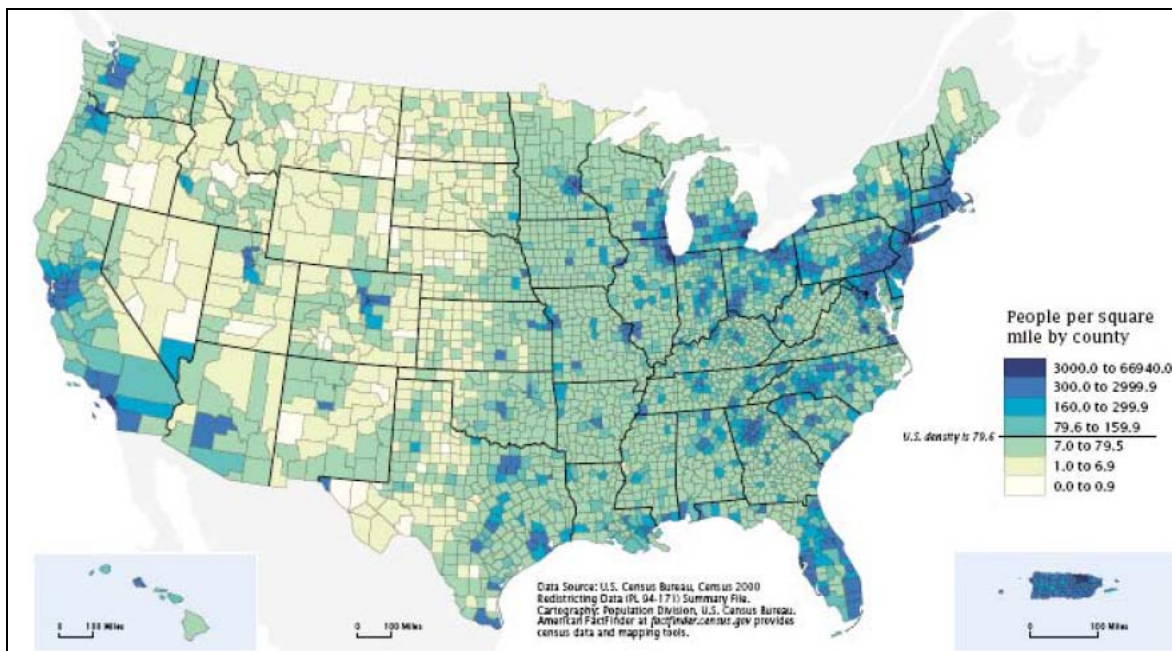 People per square
mile by county
3000.0 to 66940.0
300.0 to 2999.9
160.0 to 299.9
79.6 to 159.9
U.S. density is 79.6
7.0 to 79.5
1.0 to 6.9
0.0 to 0.9
Data Source: U.S. Census Bureau, Census 2000
Redistricting Data (PL 94-171) Summary File.
Cartography: Population Division, U.S. Census Bureau.
American FactFinder at factfinder.census.gov provides
census data and mapping tools.
0 100 Miles
0 100 Miles
0 100 Miles